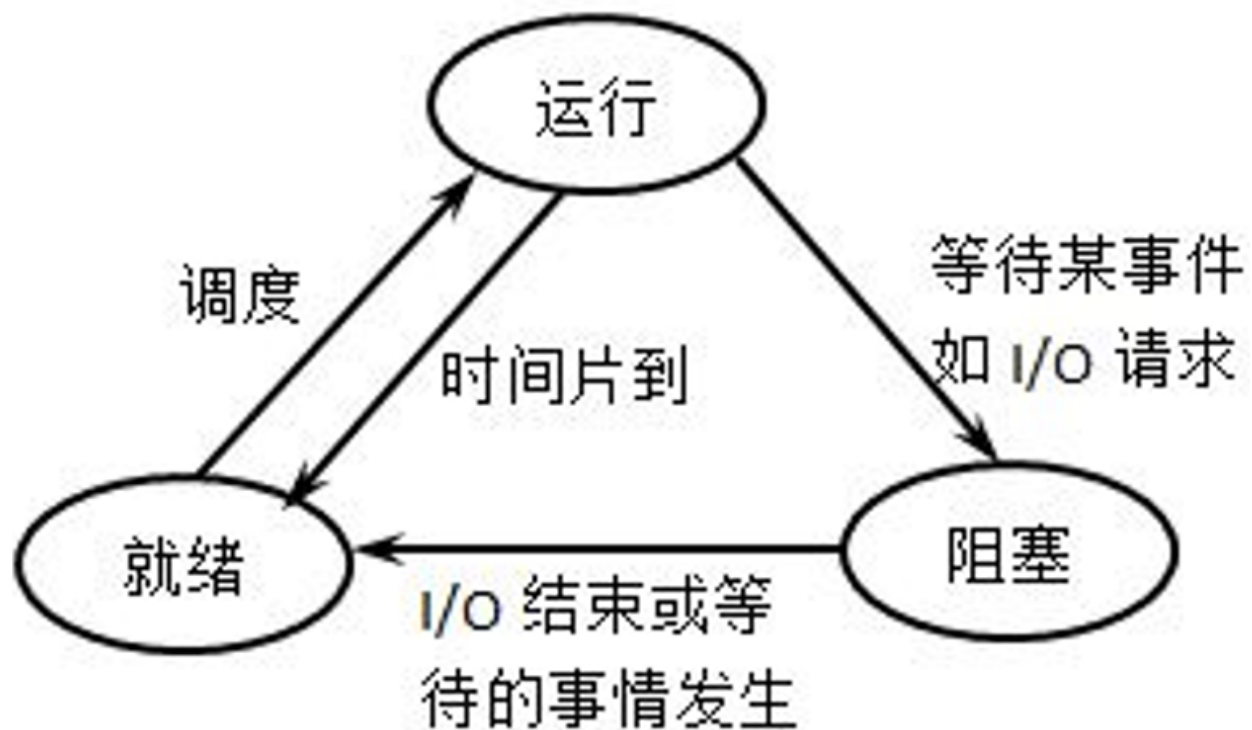 运行
调度
等待某事件
如 I/O 请求
时间片到
就绪
阻塞
I/O 结束或等
待的事情发生